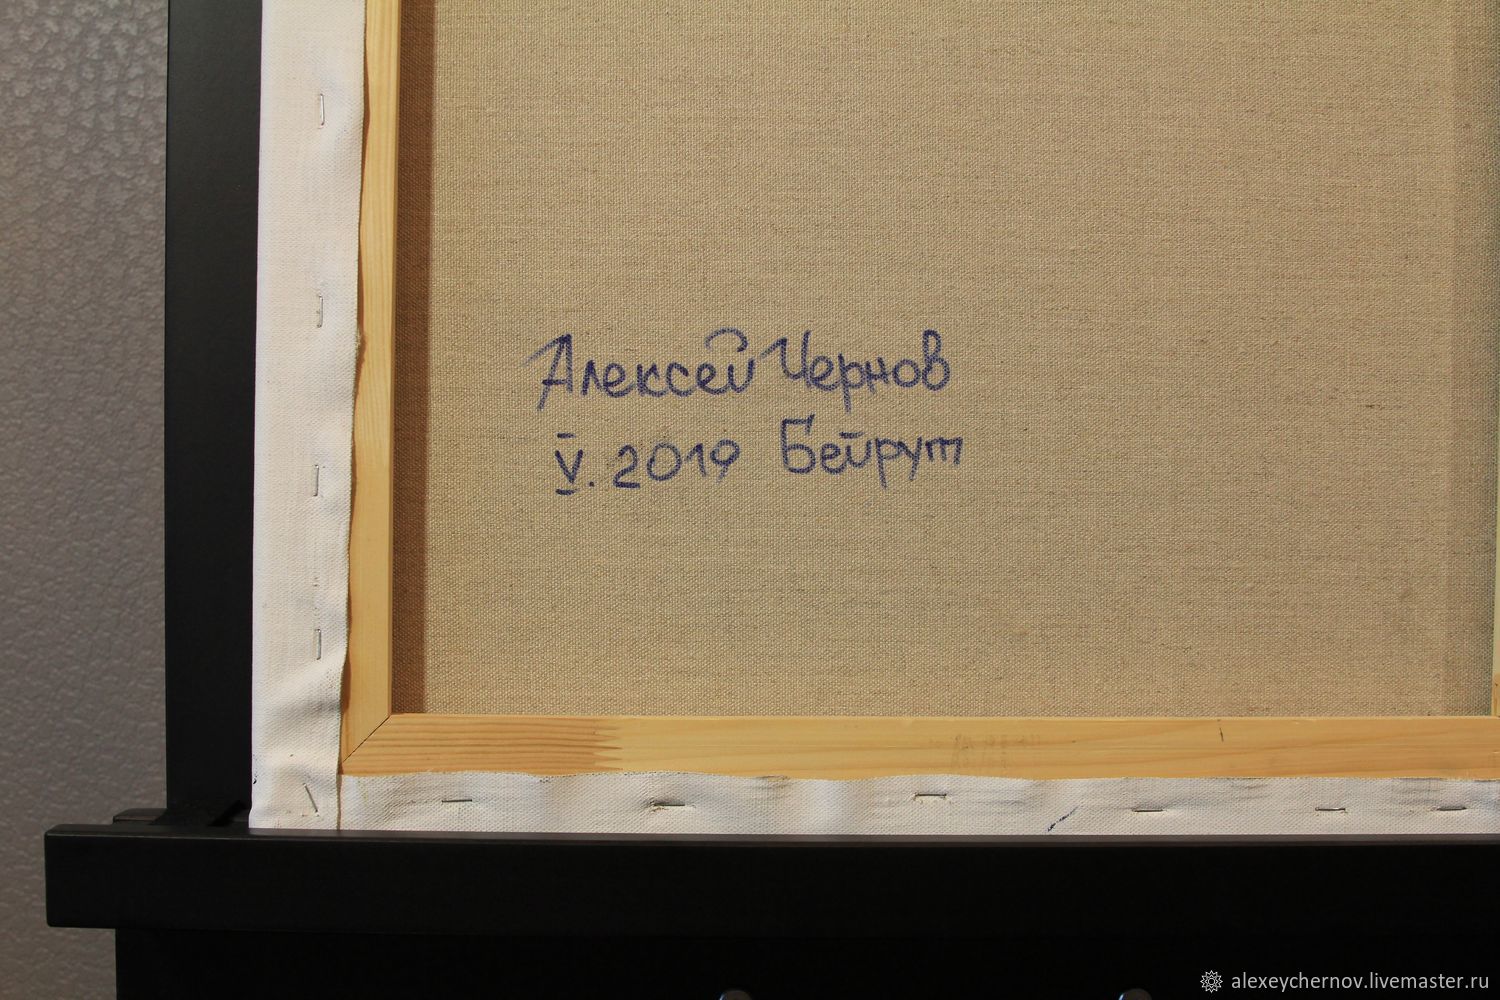 Алексей Чернов
V. 2019 Бейрут
alexeychernov.livemaster.ru